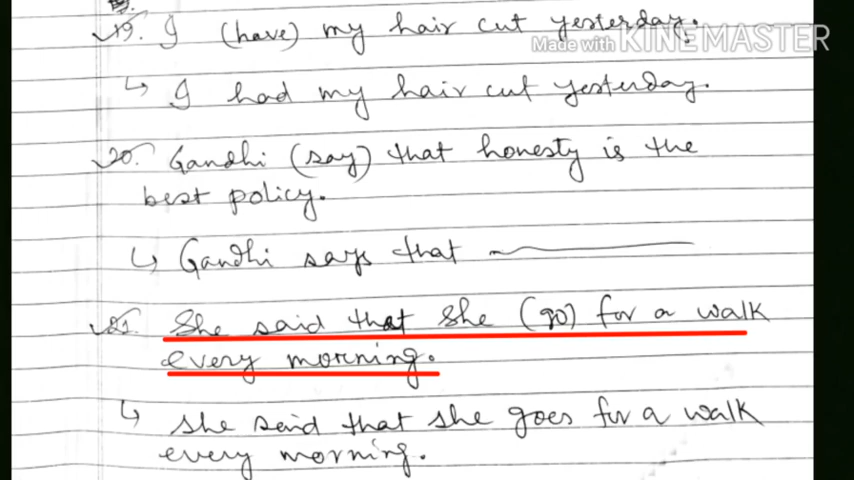 19. I (have) my hair cut yesterday.
Made with KINEMASTER
↳ I had my hair cut yesterday.
20. Gandhi (say) that honesty is the
best policy.
↳ Gandhi says that
21. She said that she (go) for a walk
every morning.
↳ she said that she goes for a walk
every morning.